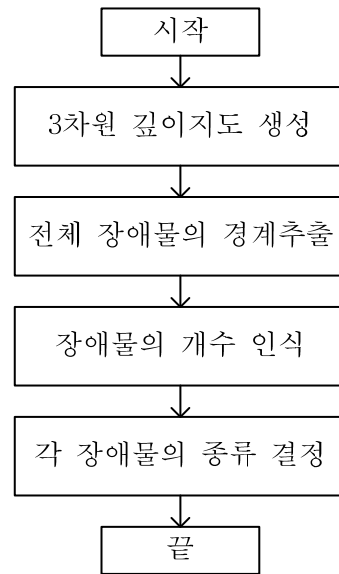 시작
3차원 깊이지도 생성
전체 장애물의 경계추출
장애물의 개수 인식
각 장애물의 종류 결정
끝